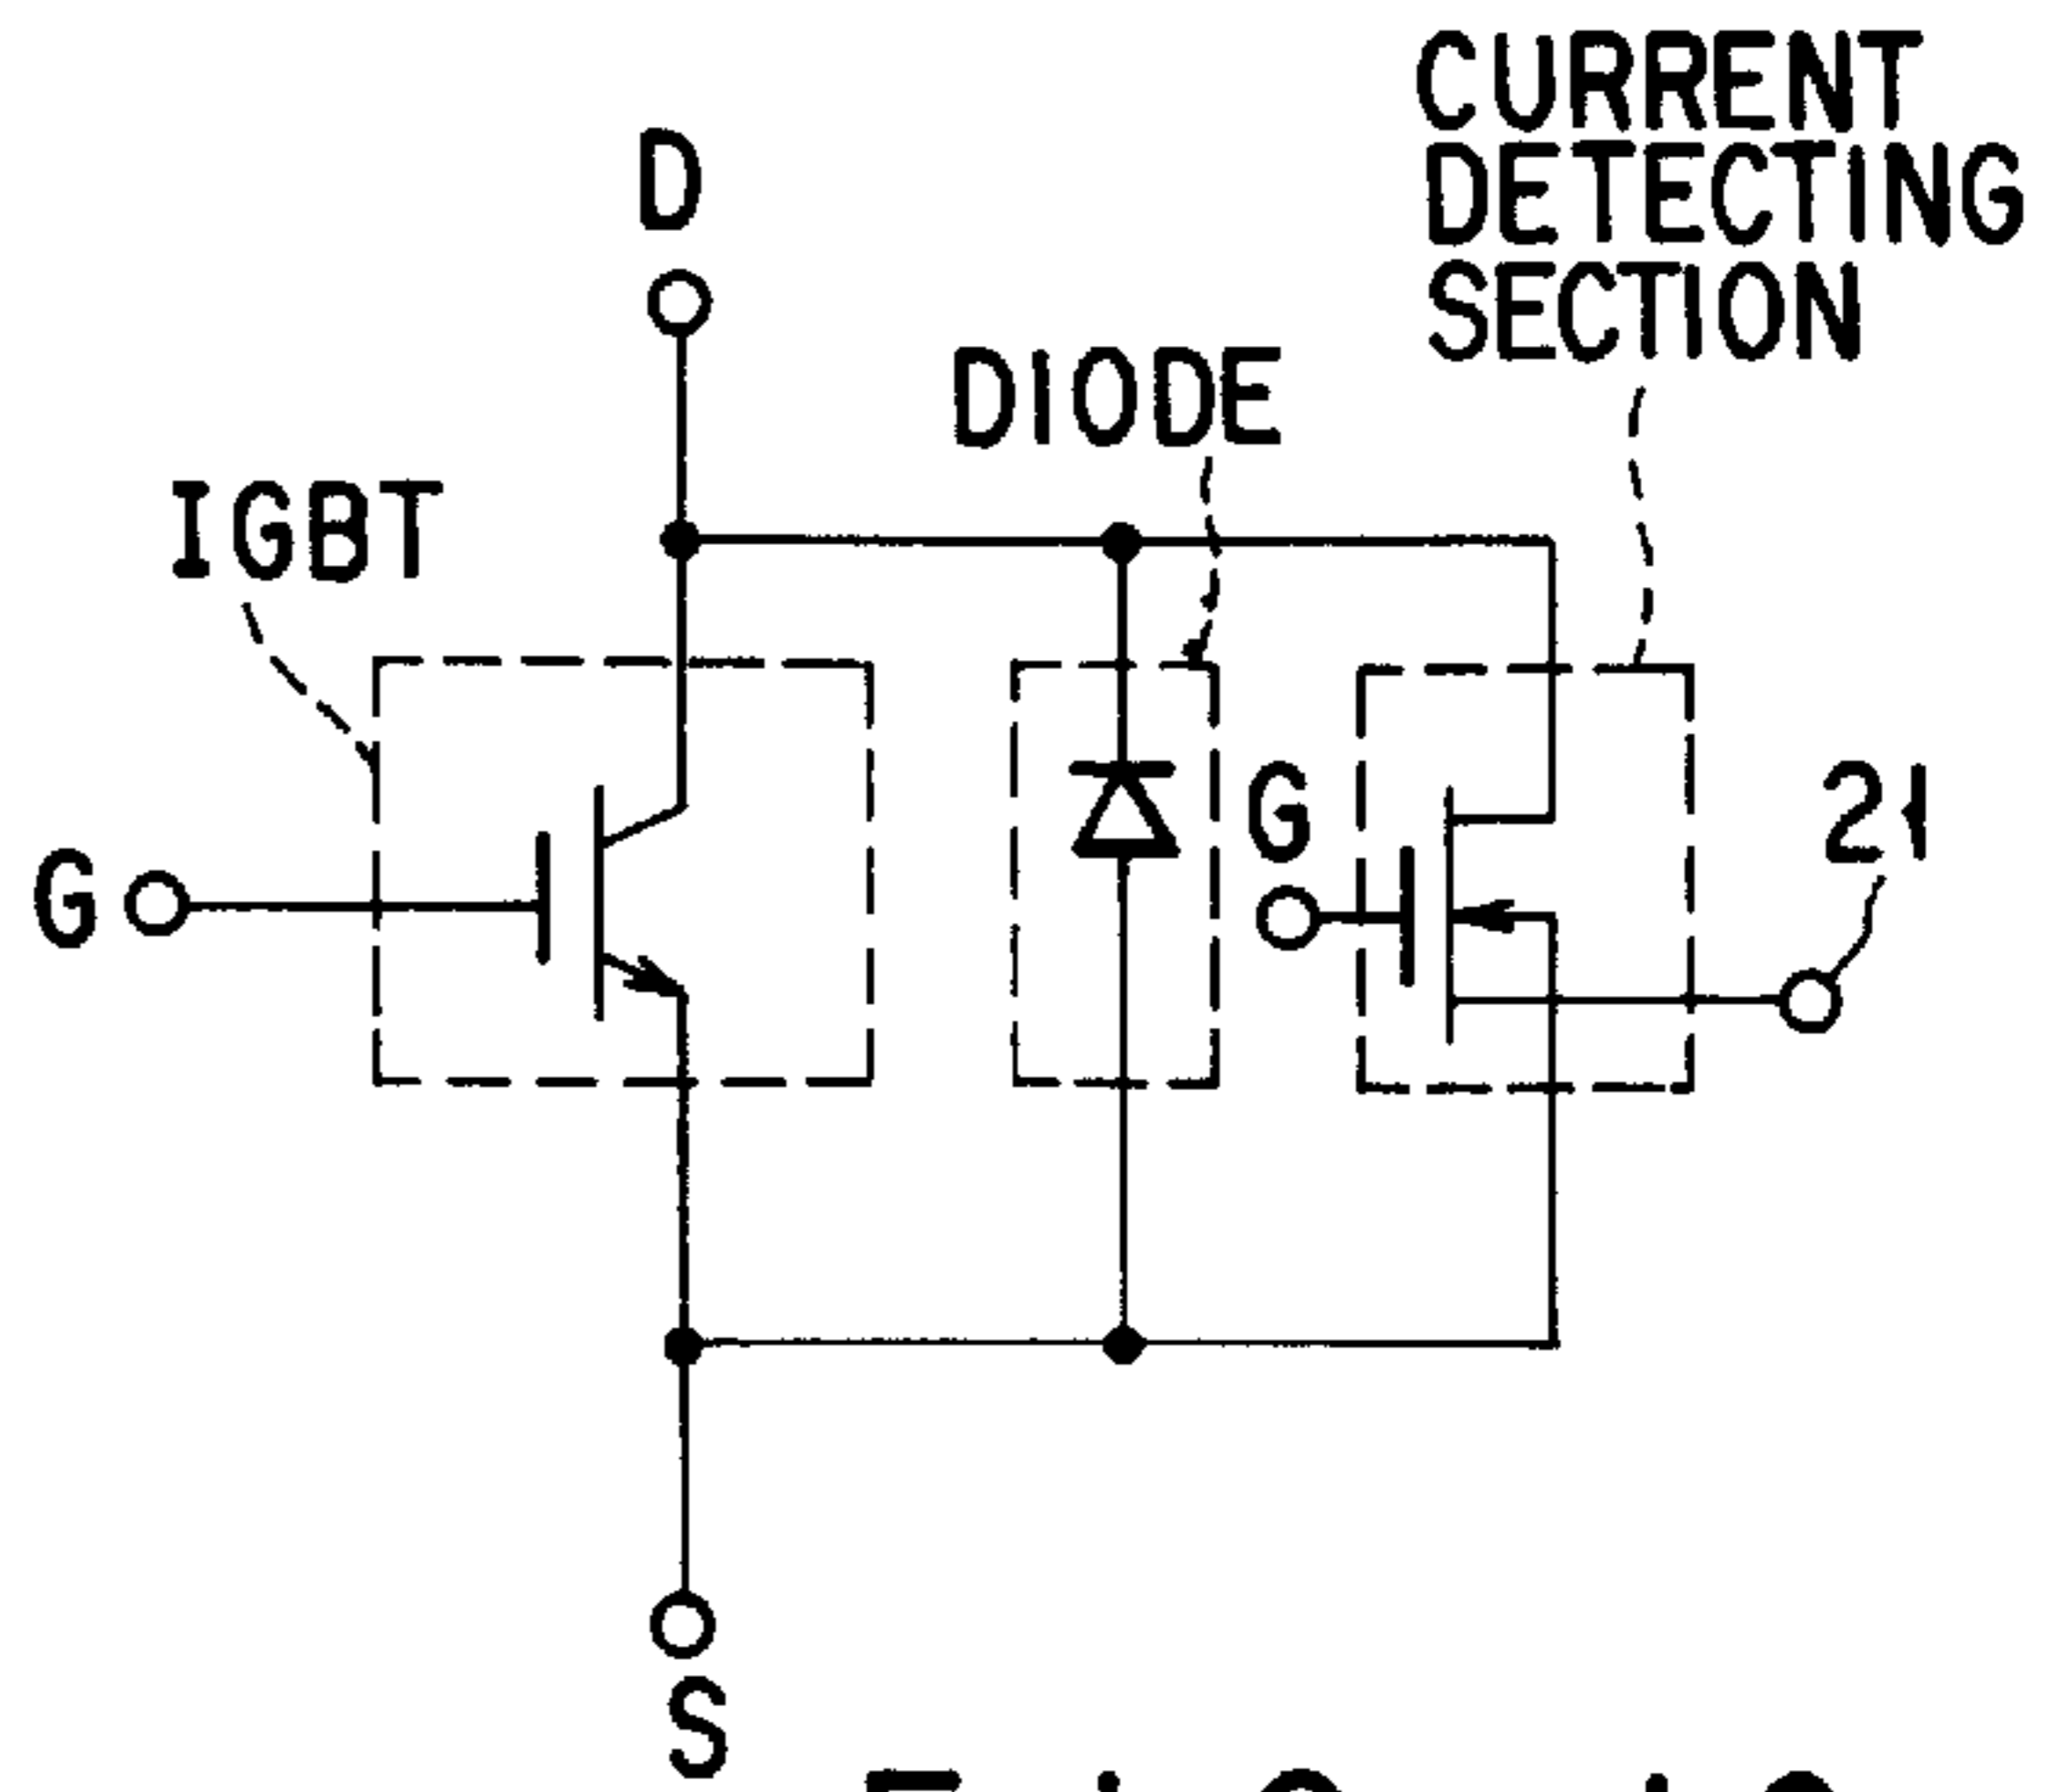 CURRENT
DETECTING
SECTION
D
DIODE
IGBT
G
G
21
S